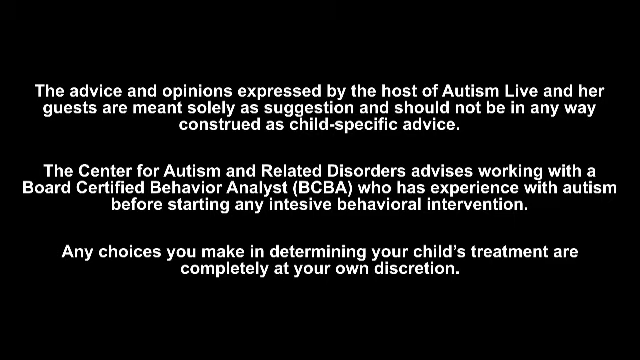 The advice and opinions expressed by the host of Autism Live and her
guests are meant solely as suggestion and should not be in any way
construed as child-specific advice.
The Center for Autism and Related Disorders advises working with a
Board Certified Behavior Analyst (BCBA) who has experience with autism
before starting any intesive behavioral intervention.
Any choices you make in determining your child's treatment are
completely at your own discretion.